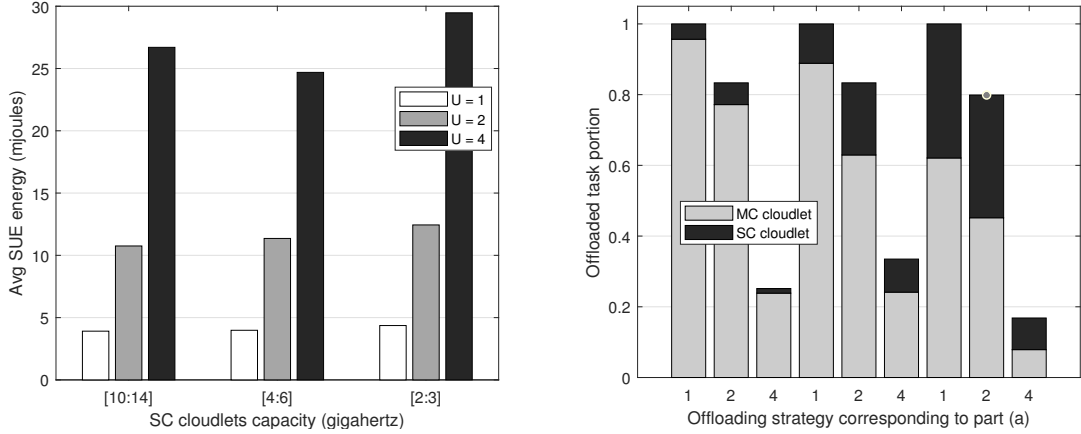 30
25
20
15
10
5
0
Avg SUE energy (mjoules)
U = 1
U = 2
U = 4
[10:14] [4:6] [2:3]
SC cloudlets capacity (gigahertz)
1
0.8
0.6
0.4
0.2
0
Offloaded task portion
MC cloudlet
SC cloudlet
1 2 4 1 2 4 1 2 4
Offloading strategy corresponding to part (a)